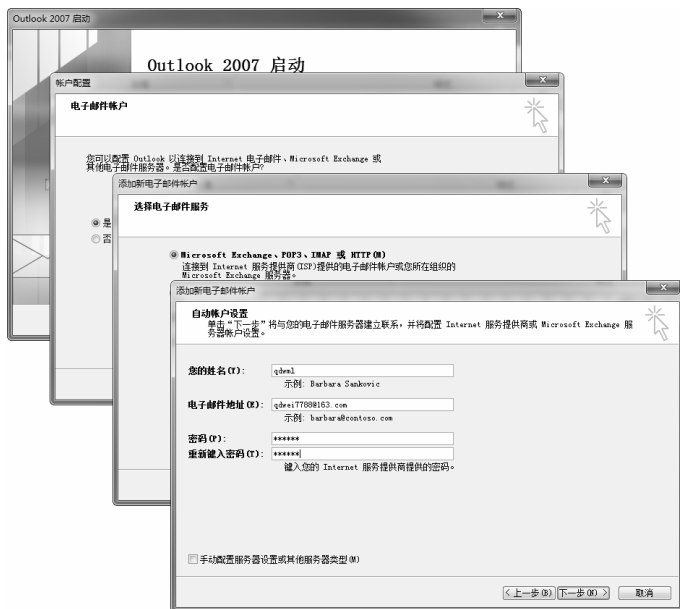 Outlook 2007 启动
Outlook 2007 启动
帐户配置
电子邮件帐户
您可以配置 Outlook 以连接到 Internet 电子邮件、Microsoft Exchange 或
其他电子邮件服务器。是否配置电子邮件帐户?
是
否
添加新电子邮件帐户
选择电子邮件服务
Microsoft Exchange、POP3、IMAP 或 HTTP(M)
连接到 Internet 服务提供商(ISP)提供的电子邮件帐户或您所在组织的
Microsoft Exchange 服务器。
添加新电子邮件帐户
自动帐户设置
单击“下一步”将与您的电子邮件服务器建立联系，并将配置 Internet 服务提供商或 Microsoft Exchange 服
务器帐户设置。
您的姓名(Y): qdwml
示例: Barbara Sankovic
电子邮件地址(E): qdwei7788@163.com
示例: barbara@contoso.com
密码(P): ******
重新键入密码(T): ******
键入您的 Internet 服务提供商提供的密码。
手动配置服务器设置或其他服务器类型(M)
< 上一步(B) 下一步(N) > 取消